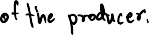 of the producer.